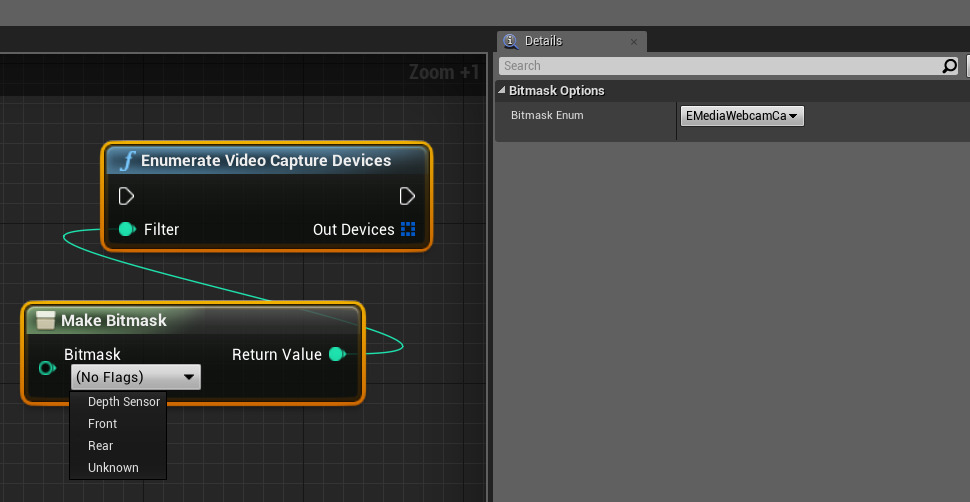 Details
Zoom +1
Search
Bitmask Options
Bitmask Enum
EMediaWebcamCa
Enumerate Video Capture Devices
Filter
Out Devices
Make Bitmask
Bitmask
Return Value
(No Flags)
Depth Sensor
Front
Rear
Unknown